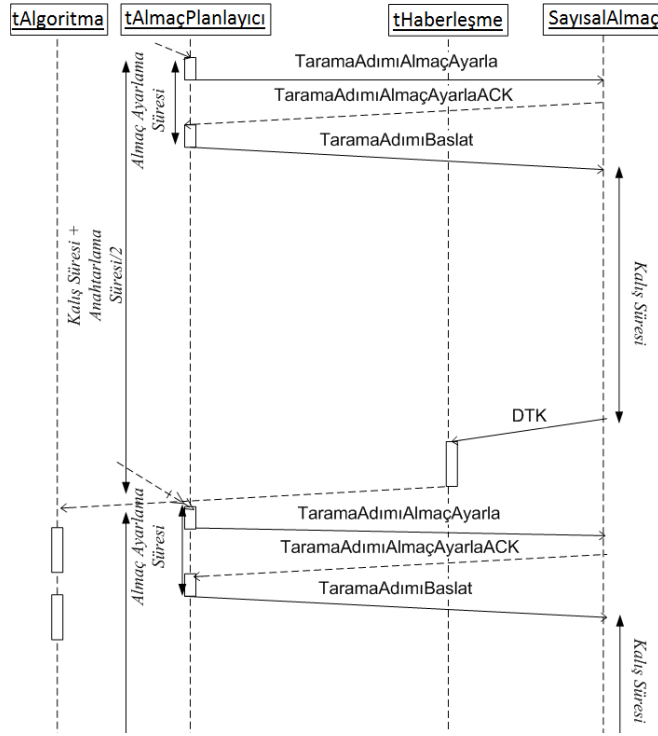 tAlgoritma
tAlmaçPlanlayıcı
tHaberleşme
SayısalAlmaç
TaramaAdımıAlmaçAyarla
Almaç Ayarlama
Süresi
TaramaAdımıAlmaçAyarlaACK
TaramaAdımıBaslat
Kalış Süresi +
Anahtarlama
Süresi/2
Kalış Süresi
DTK
Almaç Ayarlama
Süresi
TaramaAdımıAlmaçAyarla
TaramaAdımıAlmaçAyarlaACK
TaramaAdımıBaslat
Kalış Süresi